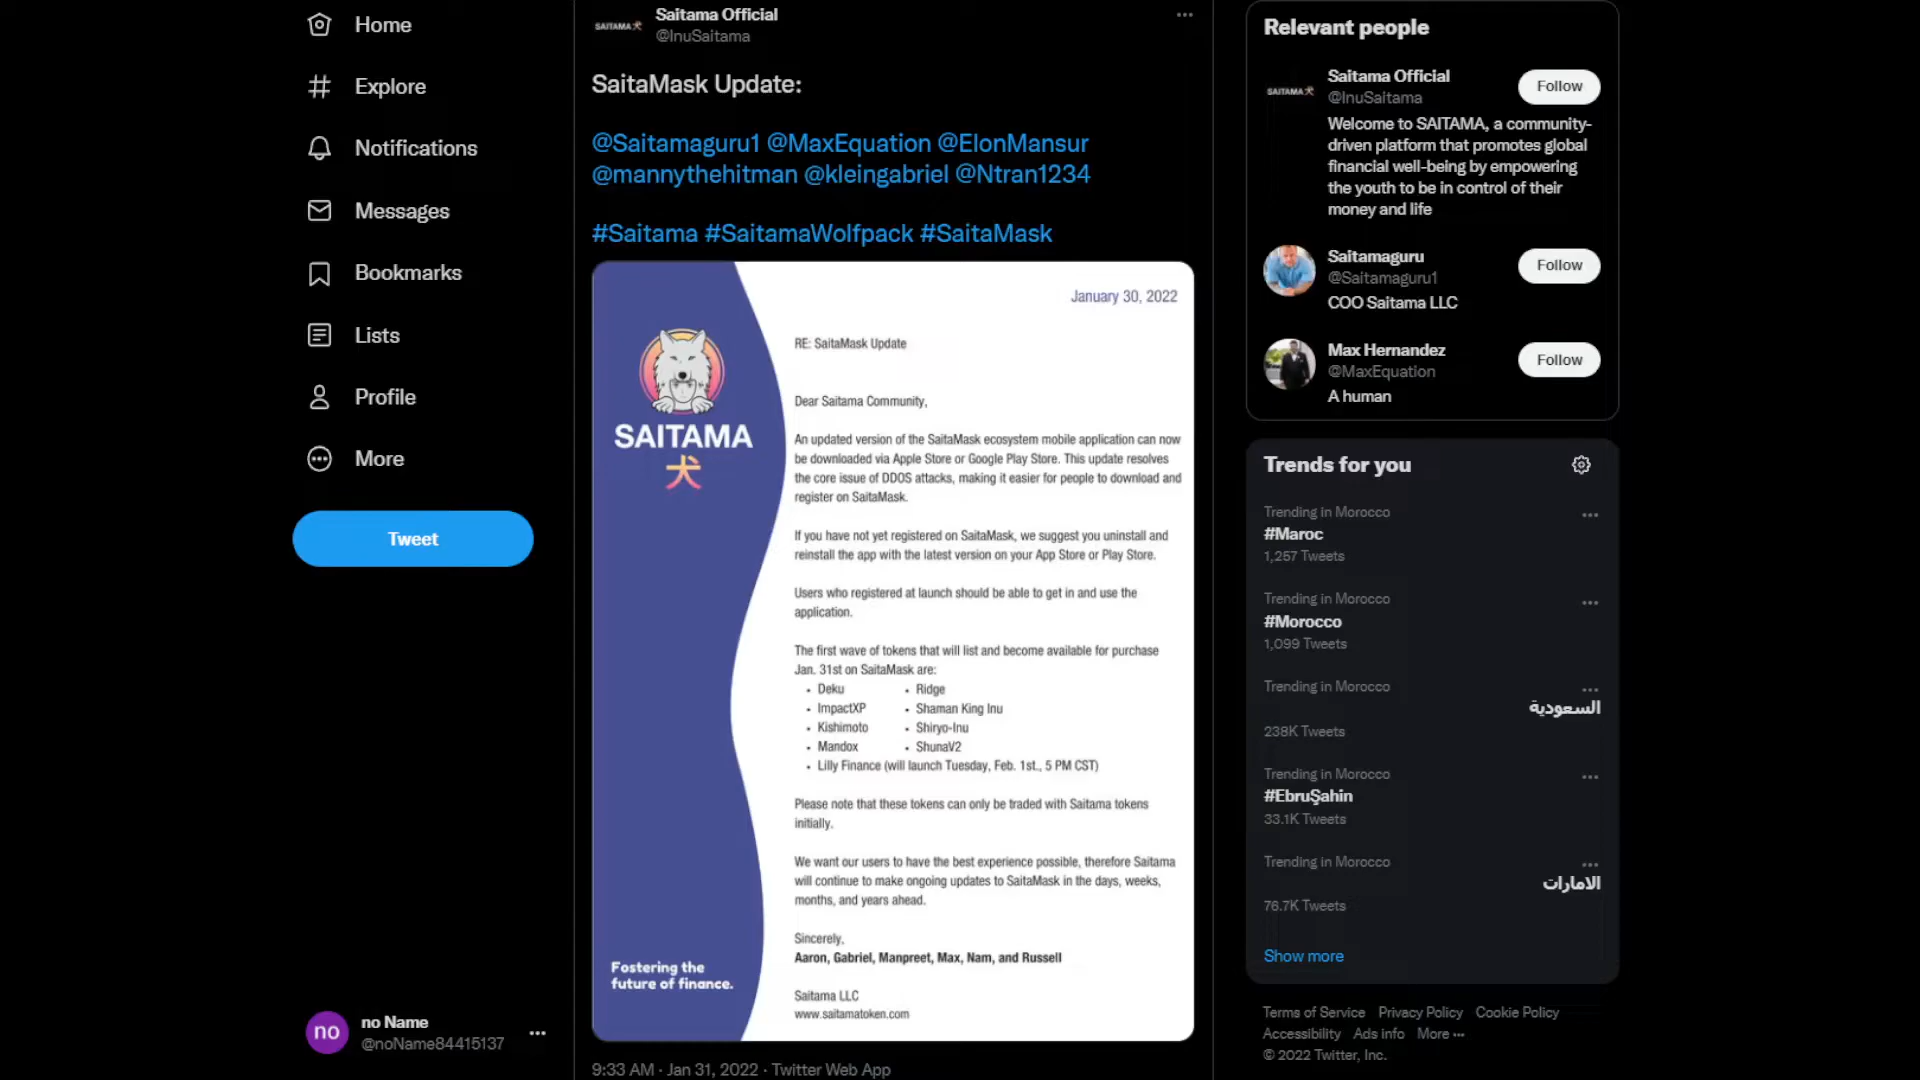 Home
Explore
Notifications
Messages
Bookmarks
Lists
Profile
More
Tweet
no
no Name
@noName84415137
SAITAMA犬
Saitama Official
@InuSaitama
SaitaMask Update:
@Saitamaguru1 @MaxEquation @ElonMansur
@mannythehitman @kleingabriel @Ntran1234
#Saitama #SaitamaWolfpack #SaitaMask
SAITAMA
犬
Fostering the
future of finance.
January 30, 2022
RE: SaitaMask Update
Dear Saitama Community,
An updated version of the SaitaMask ecosystem mobile application can now
be downloaded via Apple Store or Google Play Store. This update resolves
the core issue of DDOS attacks, making it easier for people to download and
register on SaitaMask.
If you have not yet registered on SaitaMask, we suggest you uninstall and
reinstall the app with the latest version on your App Store or Play Store.
Users who registered at launch should be able to get in and use the
application.
The first wave of tokens that will list and become available for purchase
Jan. 31st on SaitaMask are:
• Deku • Ridge
• ImpactXP • Shaman King Inu
• Kishimoto • Shiryo-Inu
• Mandox • ShunaV2
• Lilly Finance (will launch Tuesday, Feb. 1st., 5 PM CST)
Please note that these tokens can only be traded with Saitama tokens
initially.
We want our users to have the best experience possible, therefore Saitama
will continue to make ongoing updates to SaitaMask in the days, weeks,
months, and years ahead.
Sincerely,
Aaron, Gabriel, Manpreet, Max, Nam, and Russell
Saitama LLC
www.saitamatoken.com
9:33 AM · Jan 31, 2022 · Twitter Web App
Relevant people
SAITAMA犬
Saitama Official
@InuSaitama
Follow
Welcome to SAITAMA, a community-
driven platform that promotes global
financial well-being by empowering
the youth to be in control of their
money and life
Saitamaguru
@Saitamaguru1
Follow
COO Saitama LLC
Max Hernandez
@MaxEquation
Follow
A human
Trends for you
Trending in Morocco
#Maroc
1,257 Tweets
Trending in Morocco
#Morocco
1,099 Tweets
Trending in Morocco
السعودية
238K Tweets
Trending in Morocco
#EbruŞahin
33.1K Tweets
Trending in Morocco
الامارات
76.7K Tweets
Show more
Terms of Service Privacy Policy Cookie Policy
Accessibility Ads info More ···
© 2022 Twitter, Inc.